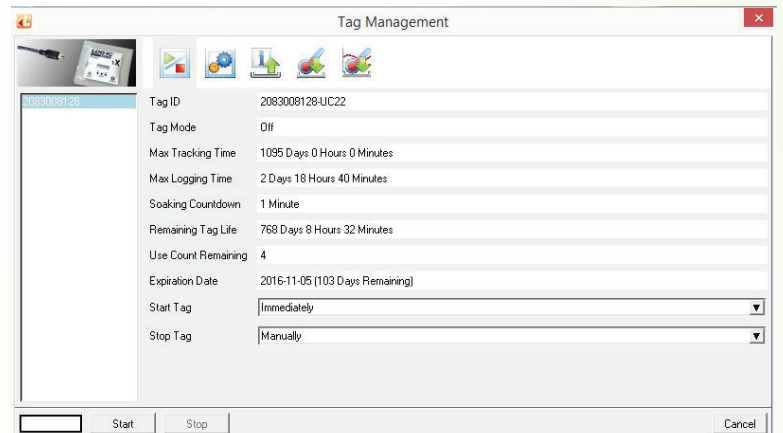 Tag Management
2083008128
Tag ID 2083008128-UC22
Tag Mode Off
Max Tracking Time 1095 Days 0 Hours 0 Minutes
Max Logging Time 2 Days 18 Hours 40 Minutes
Soaking Countdown 1 Minute
Remaining Tag Life 768 Days 8 Hours 32 Minutes
Use Count Remaining 4
Expiration Date 2016-11-05 (103 Days Remaining)
Start Tag Immediately
Stop Tag Manually
Start Stop Cancel